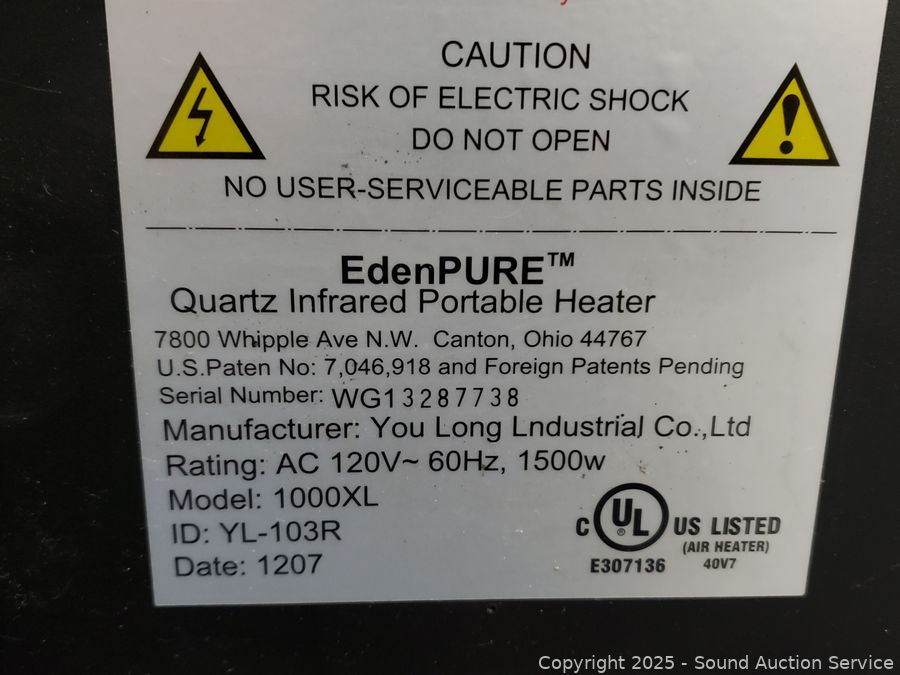 CAUTION
RISK OF ELECTRIC SHOCK
DO NOT OPEN
NO USER-SERVICEABLE PARTS INSIDE
EdenPURE™
Quartz Infrared Portable Heater
7800 Whipple Ave N.W. Canton, Ohio 44767
U.S.Paten No: 7,046,918 and Foreign Patents Pending
Serial Number: WG13287738
Manufacturer: You Long Lndustrial Co.,Ltd
Rating: AC 120V~ 60Hz, 1500w
Model: 1000XL
ID: YL-103R
Date: 1207
C UL US LISTED
(AIR HEATER)
E307136 40V7
Copyright 2025 - Sound Auction Service